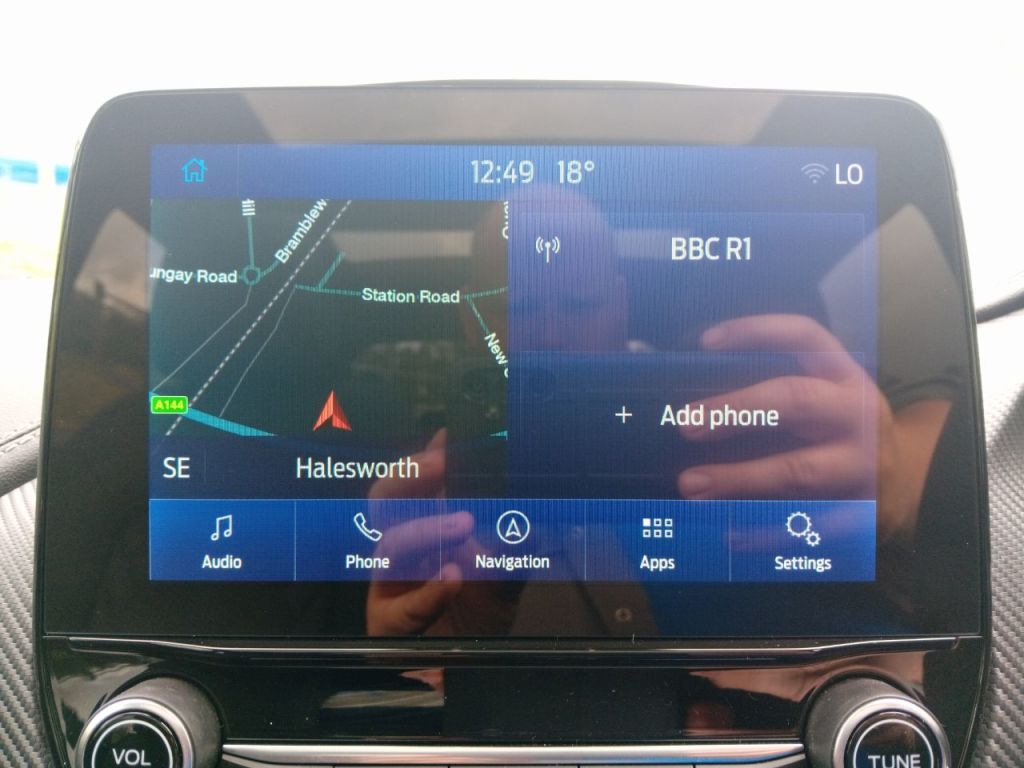 12:49 18° LO
Bramblew
ungay Road
Station Road
New
A144
SE Halesworth
BBC R1
+ Add phone
Audio Phone Navigation Apps Settings
VOL TUNE